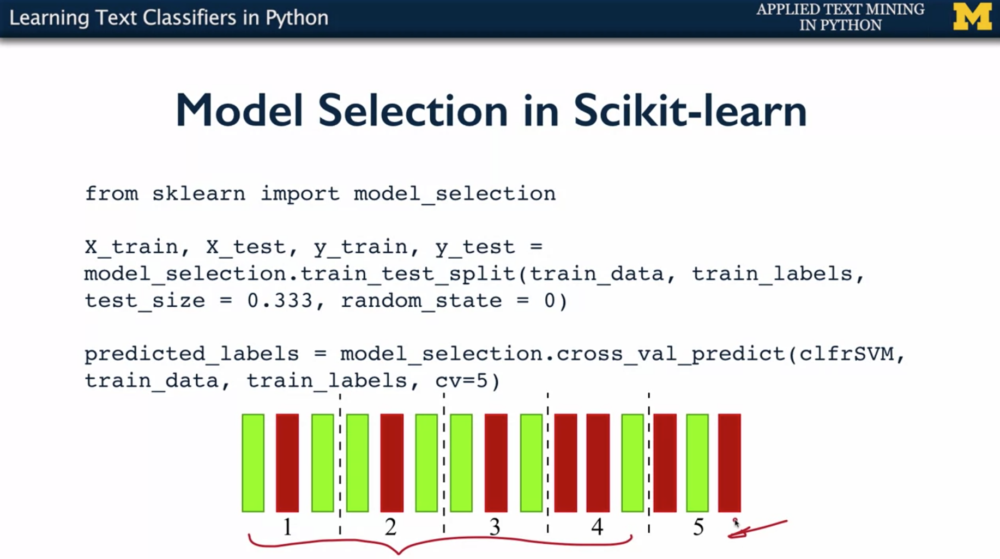 Learning Text Classifiers in Python
APPLIED TEXT MINING
IN PYTHON
M
Model Selection in Scikit-learn
from sklearn import model_selection
X_train, X_test, y_train, y_test =
model_selection.train_test_split(train_data, train_labels,
test_size = 0.333, random_state = 0)
predicted_labels = model_selection.cross_val_predict(clfrSVM,
train_data, train_labels, cv=5)
1 2 3 4 5